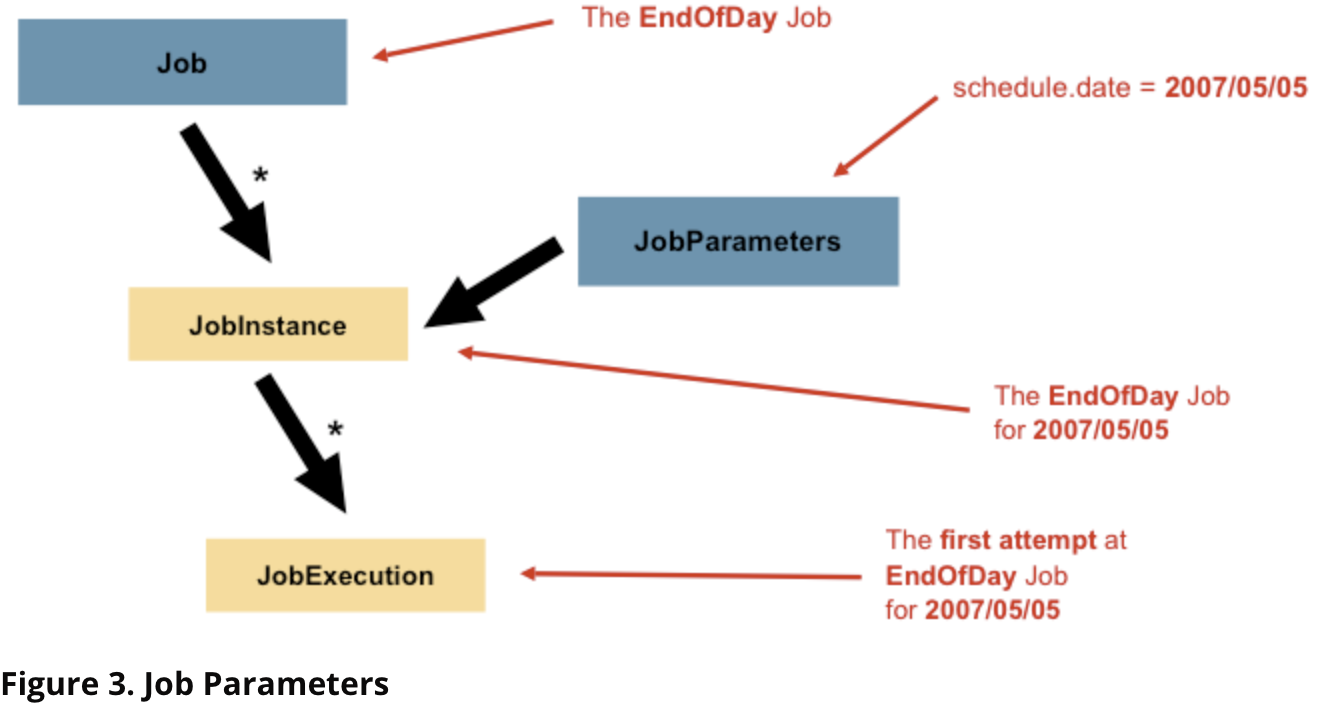 The EndOfDay Job
Job
schedule.date = 2007/05/05
*
JobParameters
JobInstance
The EndOfDay Job
for 2007/05/05
*
The first attempt at
EndOfDay Job
for 2007/05/05
JobExecution
Figure 3. Job Parameters